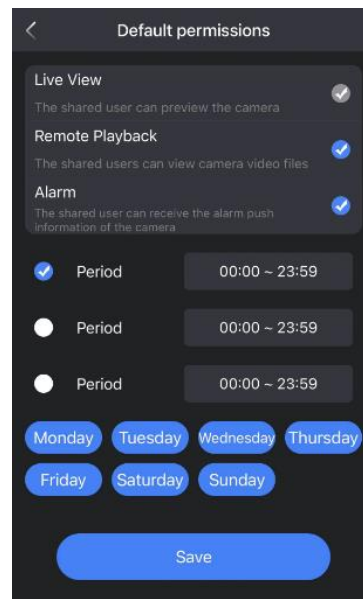 Default permissions
Live View
The shared user can preview the camera
Remote Playback
The shared users can view camera video files
Alarm
The shared user can receive the alarm push
information of the camera
Period 00:00 ~ 23:59
Period 00:00 ~ 23:59
Period 00:00 ~ 23:59
Monday Tuesday Wednesday Thursday
Friday Saturday Sunday
Save